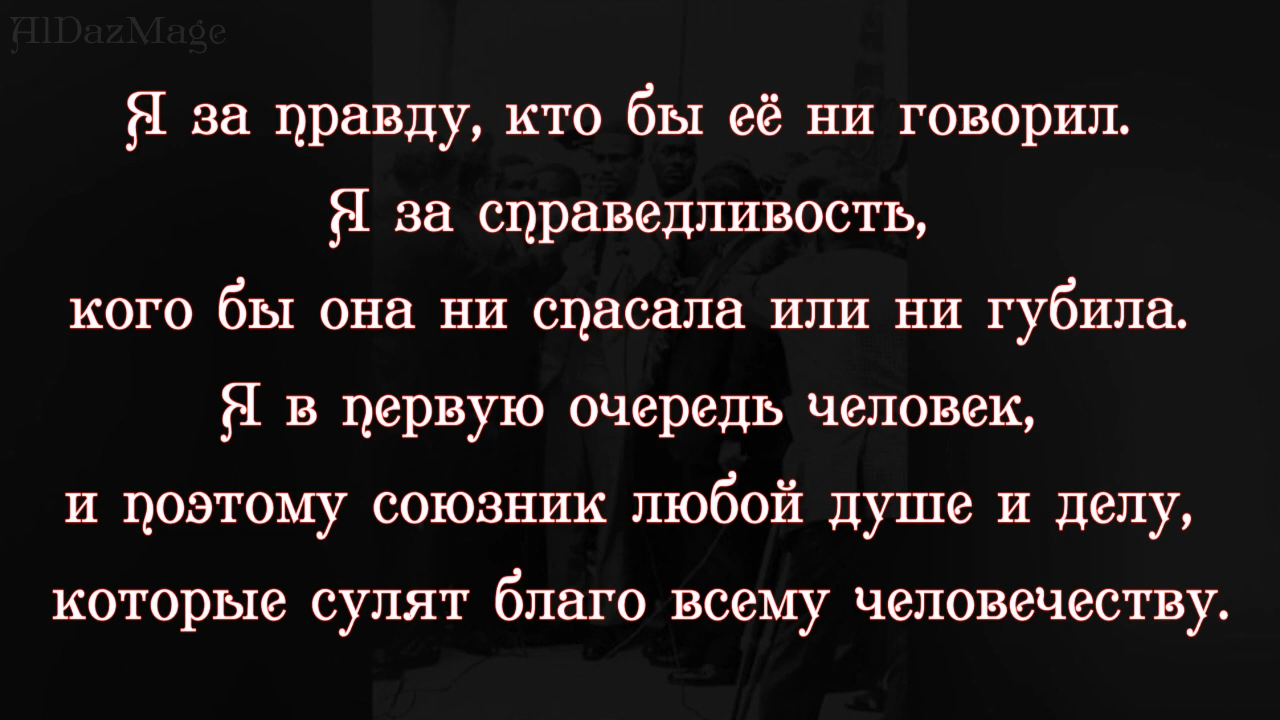 AlDazMage
Я за правду, кто бы её ни говорил.
Я за справедливость,
кого бы она ни спасала или ни губила.
Я в первую очередь человек,
и поэтому союзник любой душе и делу,
которые сулят благо всему человечеству.